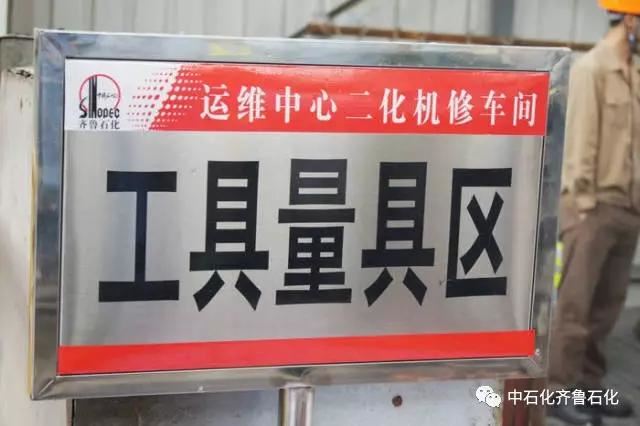 中国石化
SINOPEC
齐鲁石化
运维中心二化机修车间
工具量具区
中石化齐鲁石化